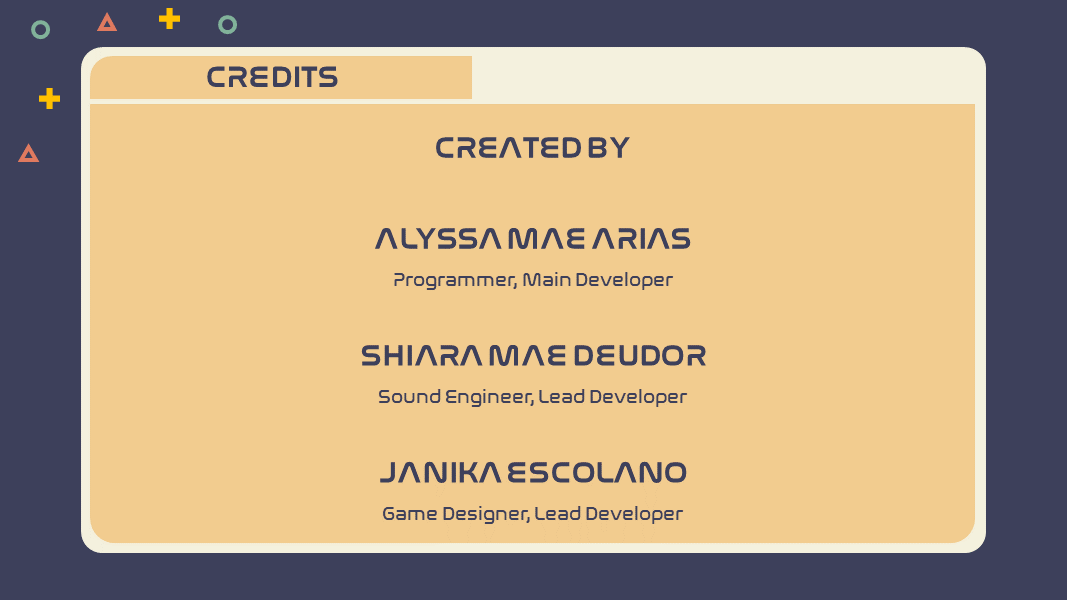 CREDITS
CREATED BY
ALYSSA MAE ARIAS
Programmer, Main Developer
SHIARA MAE DEUDOR
Sound Engineer, Lead Developer
JANIKA ESCOLANO
Game Designer, Lead Developer